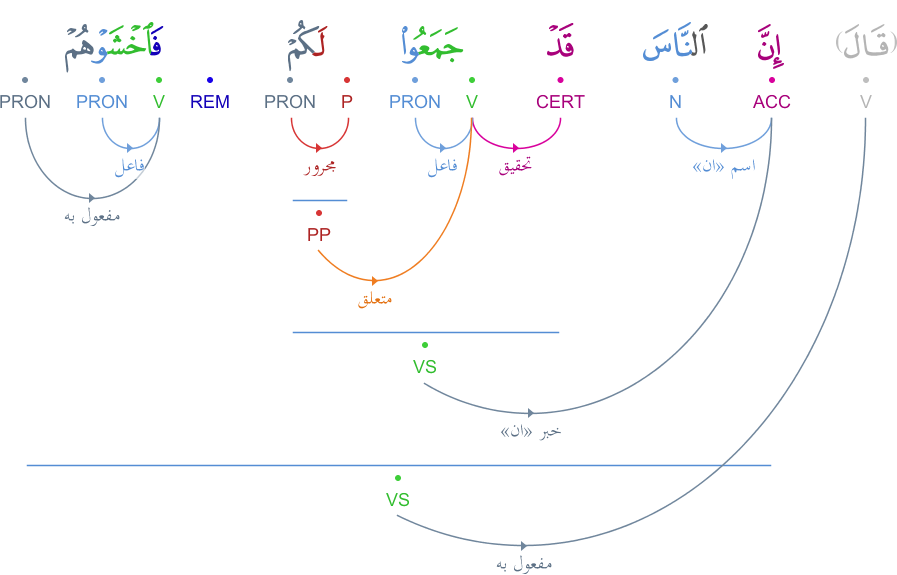 (قَالَ) إِنَّ ٱلنَّاسَ قَدْ جَمَعُوا۟ لَكُمْ فَٱخْشَوْهُمْ
V ACC N CERT V PRON P PRON REM V PRON PRON
اسم «ان» تحقيق فاعل مجرور فاعل
مفعول به
PP
متعلق
VS
خبر «ان»
VS
مفعول به